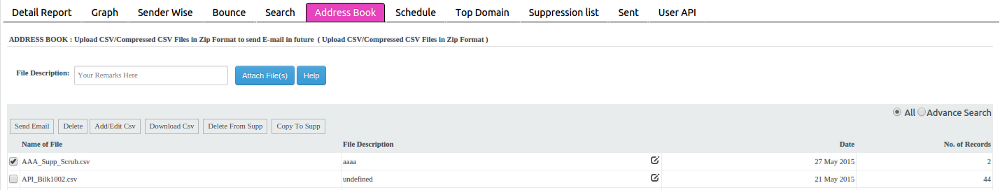 Detail Report Graph Sender Wise Bounce Search Address Book Schedule Top Domain Suppression list Sent User API
ADDRESS BOOK : Upload CSV/Compressed CSV Files in Zip Format to send E-mail in future ( Upload CSV/Compressed CSV Files in Zip Format )
File Description: Your Remarks Here Attach File(s) Help
All Advance Search
Send Email Delete Add/Edit Csv Download Csv Delete From Supp Copy To Supp
Name of File File Description Date No. of Records
AAA_Supp_Scrub.csv aaaa 27 May 2015 2
API_Bilk1002.csv undefined 21 May 2015 44